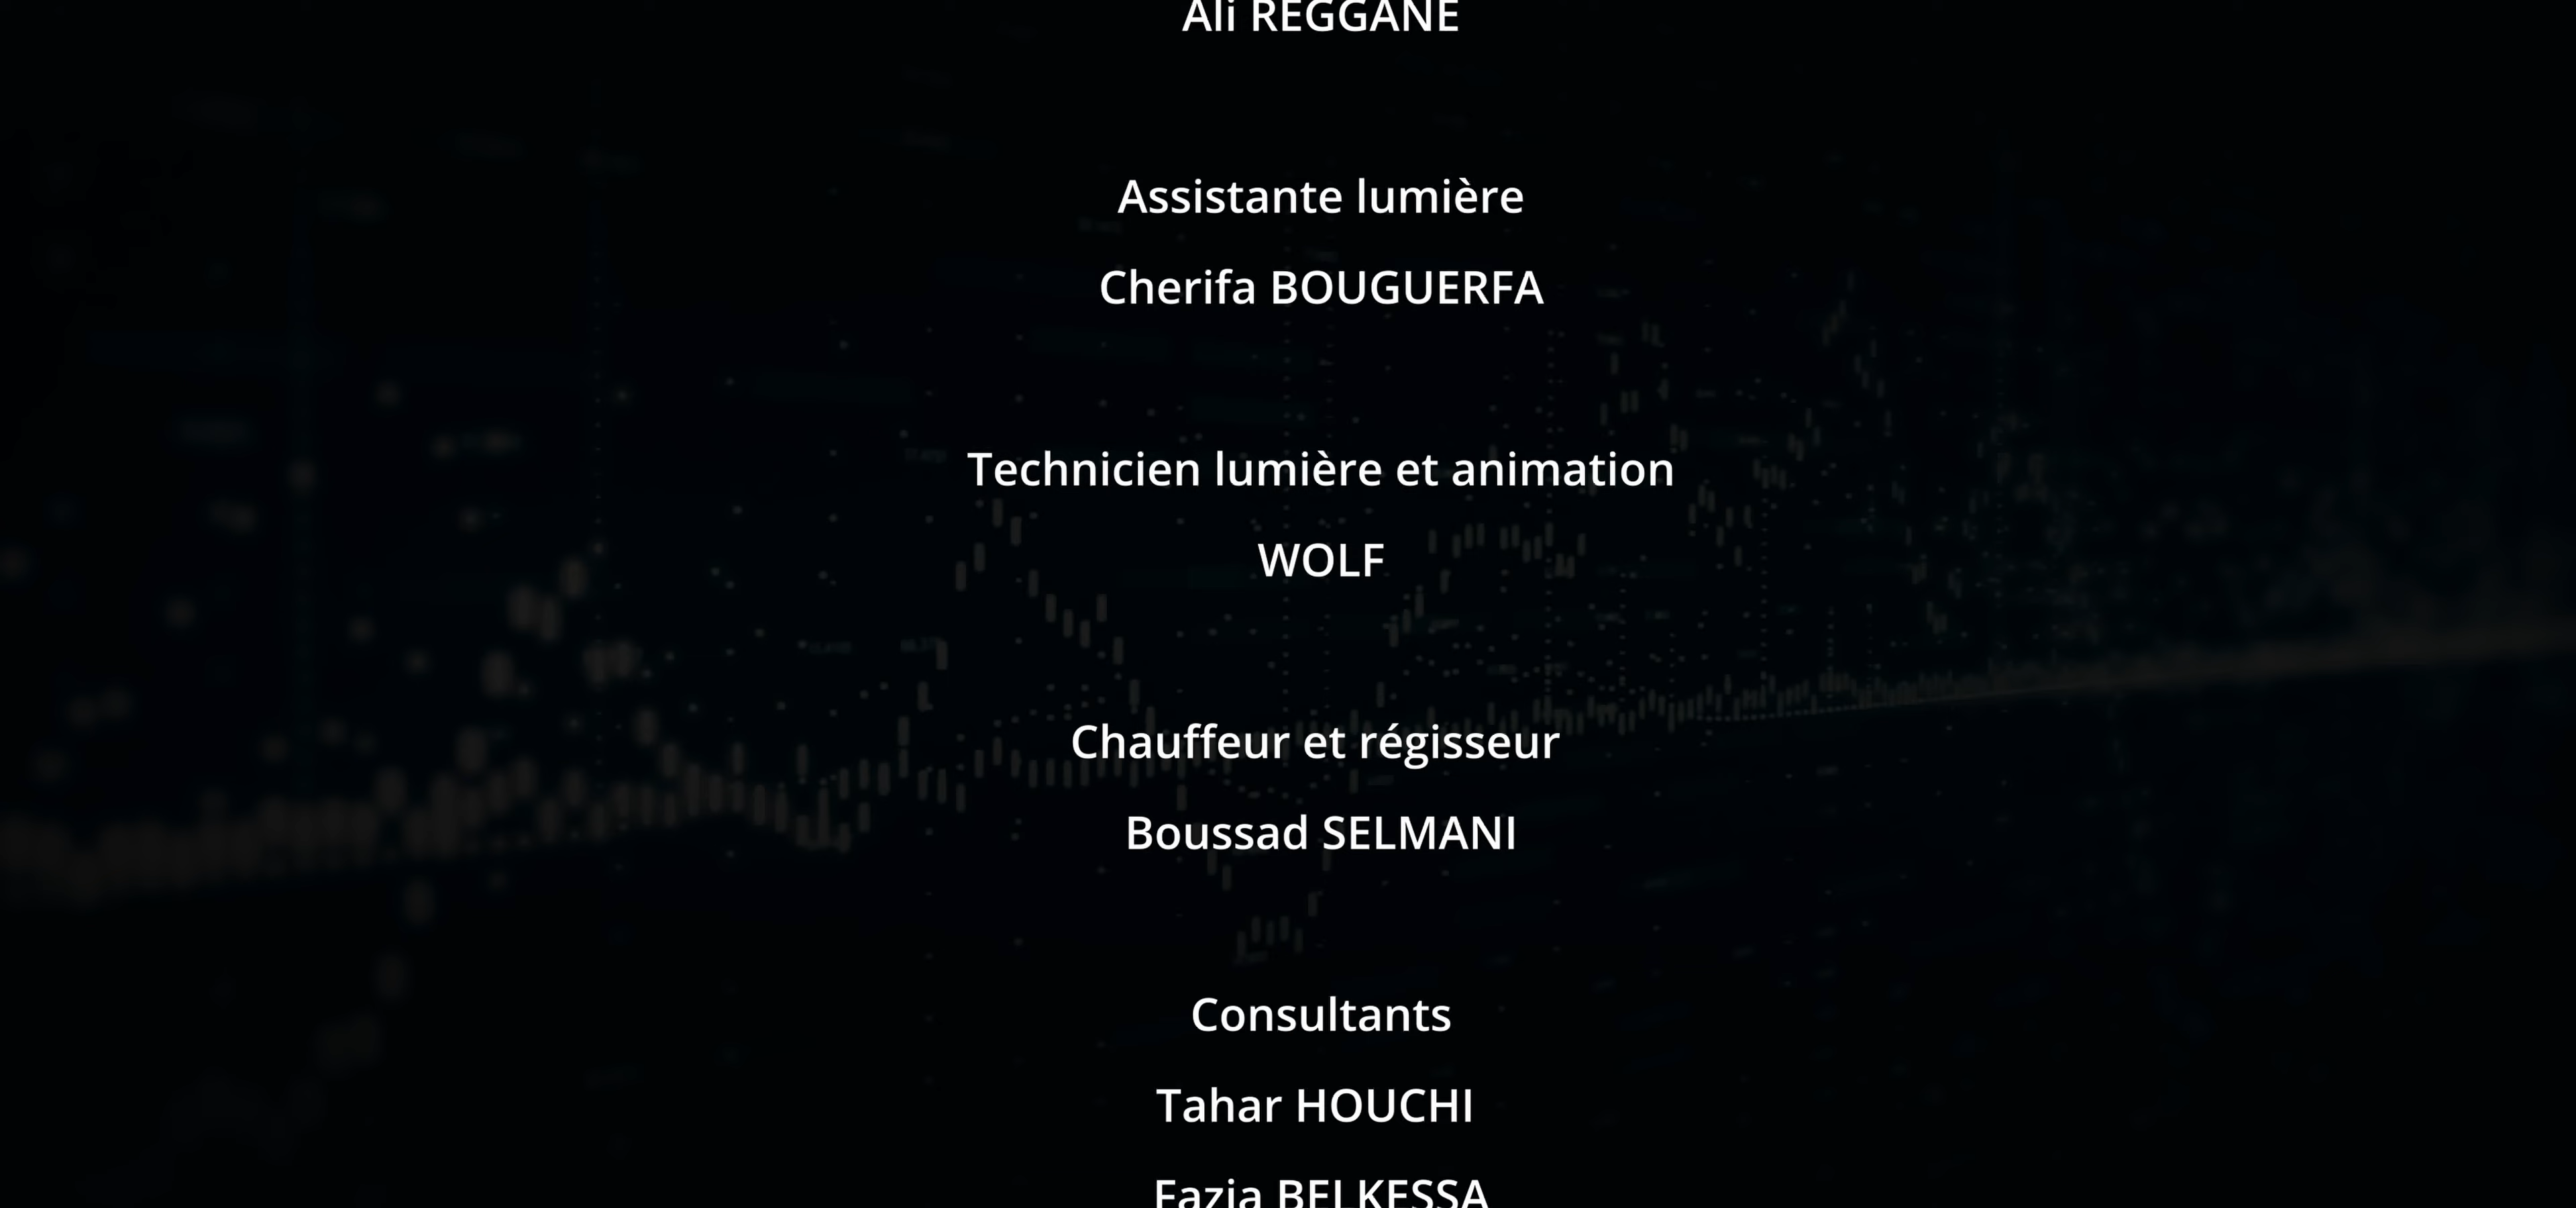 Ali REGGANE
Assistante lumière
Cherifa BOUGUERFA
Technicien lumière et animation
WOLF
Chauffeur et régisseur
Boussad SELMANI
Consultants
Tahar HOUCHI
Fazia BELKESSA